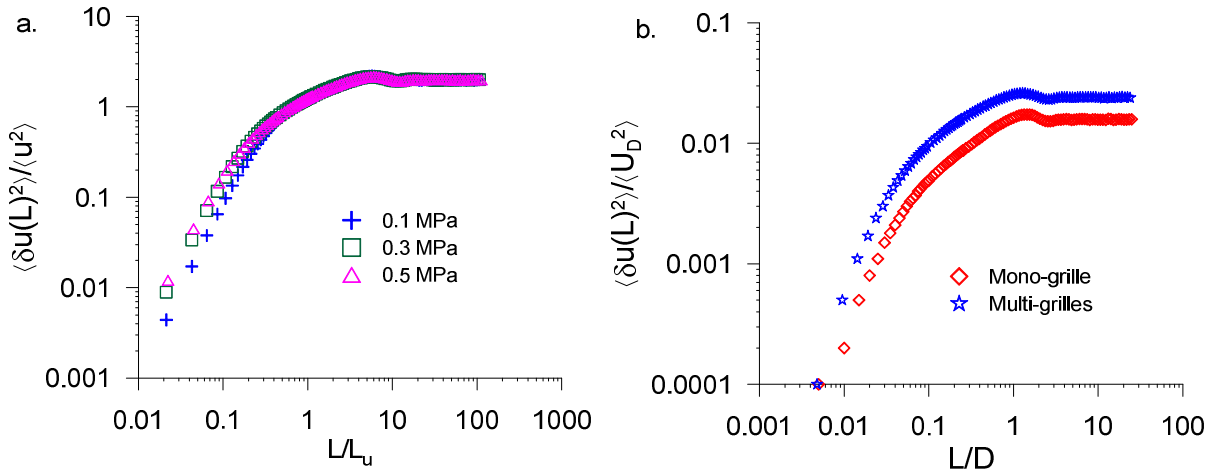 a.
⟨δu(L)²⟩/⟨u²⟩
10
1
0.1
0.01
0.001
0.01 0.1 1 10 100 1000
L/Lᵤ
0.1 MPa
0.3 MPa
0.5 MPa
b.
⟨δu(L)²⟩/⟨U_D²⟩
0.1
0.01
0.001
0.0001
0.001 0.01 0.1 1 10 100
L/D
Mono-grille
Multi-grilles